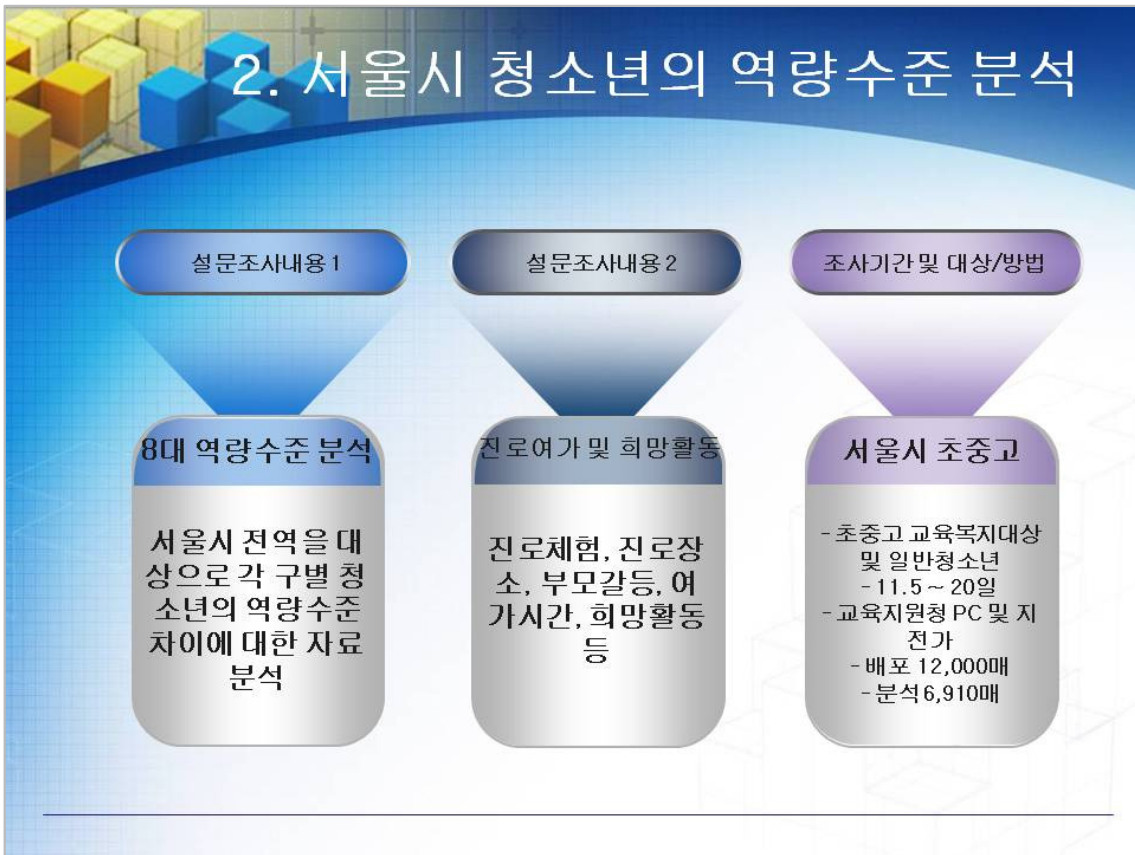 2. 서울시 청소년의 역량수준 분석
설문조사내용 1
설문조사내용 2
조사기간 및 대상/방법
8대 역량수준 분석
서울시 전역을 대
상으로 각 구별 청
소년의 역량수준
차이에 대한 자료
분석
진로여가 및 희망활동
진로체험, 진로장
소, 부모갈등, 여
가시간, 희망활동
등
서울시 초중고
- 초중고 교육복지대상
및 일반청소년
- 11.5 ~ 20일
- 교육지원청 PC 및 지
전가
- 배포 12,000매
- 분석 6,910매